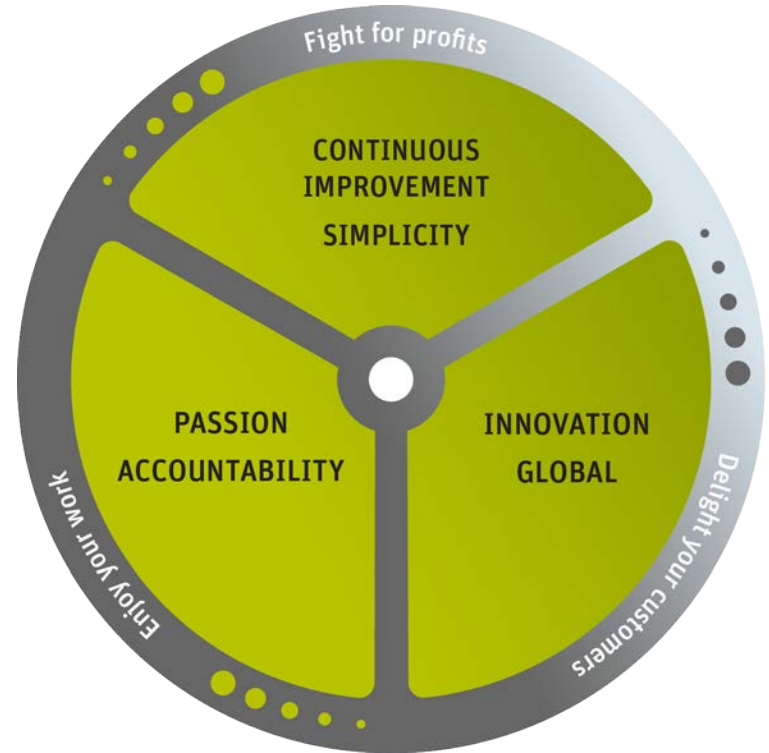 Fight for profits
CONTINUOUS
IMPROVEMENT
SIMPLICITY
PASSION
ACCOUNTABILITY
INNOVATION
GLOBAL
Enjoy your work
Delight your customers